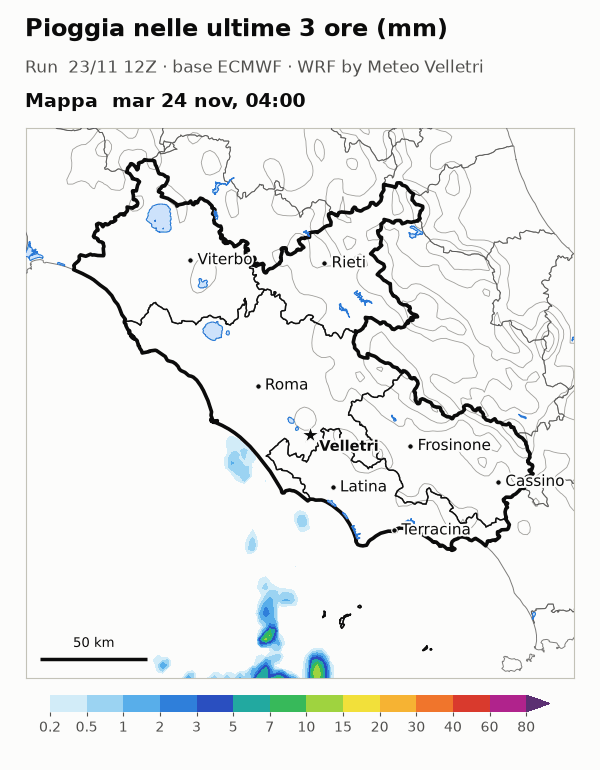 Pioggia nelle ultime 3 ore (mm)
Run  23/11 12Z · base ECMWF · WRF by Meteo Velletri
Mappa  mar 24 nov, 04:00
Viterbo
Rieti
Roma
Velletri
Frosinone
Cassino
Latina
Terracina
50 km
0.2 0.5 1 2 3 5 7 10 15 20 30 40 60 80